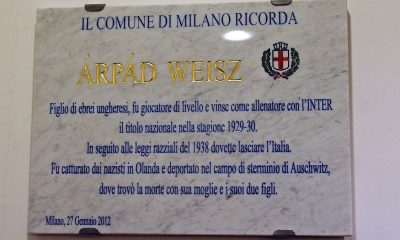 IL COMUNE DI MILANO RICORDA
ÁRPÁD WEISZ
Figlio di ebrei ungheresi, fu giocatore di livello e vinse come allenatore con l'INTER
il titolo nazionale nella stagione 1929-30.
In seguito alle leggi razziali del 1938 dovette lasciare l'Italia.
Fu catturato dai nazisti in Olanda e deportato nel campo di sterminio di Auschwitz,
dove trovò la morte con sua moglie e i suoi due figli.
Milano, 27 Gennaio 2012